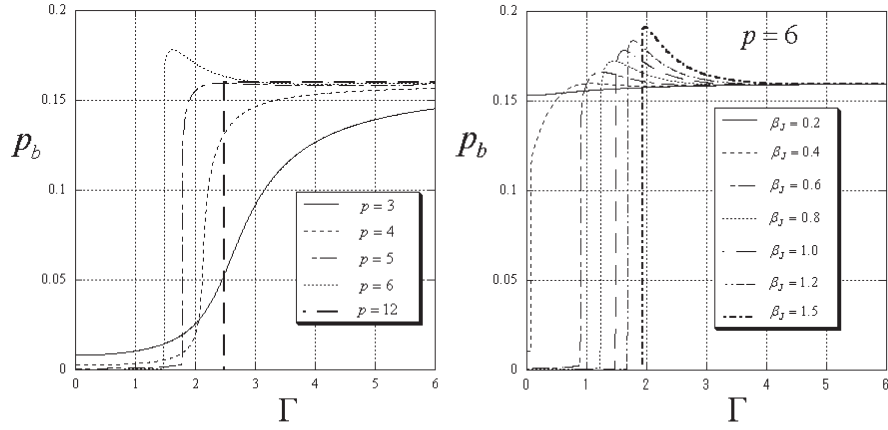 0.2
0.15
0.1
0.05
0
p_b
0 1 2 3 4 5 6
Γ
p = 3
p = 4
p = 5
p = 6
p = 12
0.2
0.15
0.1
0.05
0
p_b
0 1 2 3 4 5 6
Γ
p = 6
β_J = 0.2
β_J = 0.4
β_J = 0.6
β_J = 0.8
β_J = 1.0
β_J = 1.2
β_J = 1.5